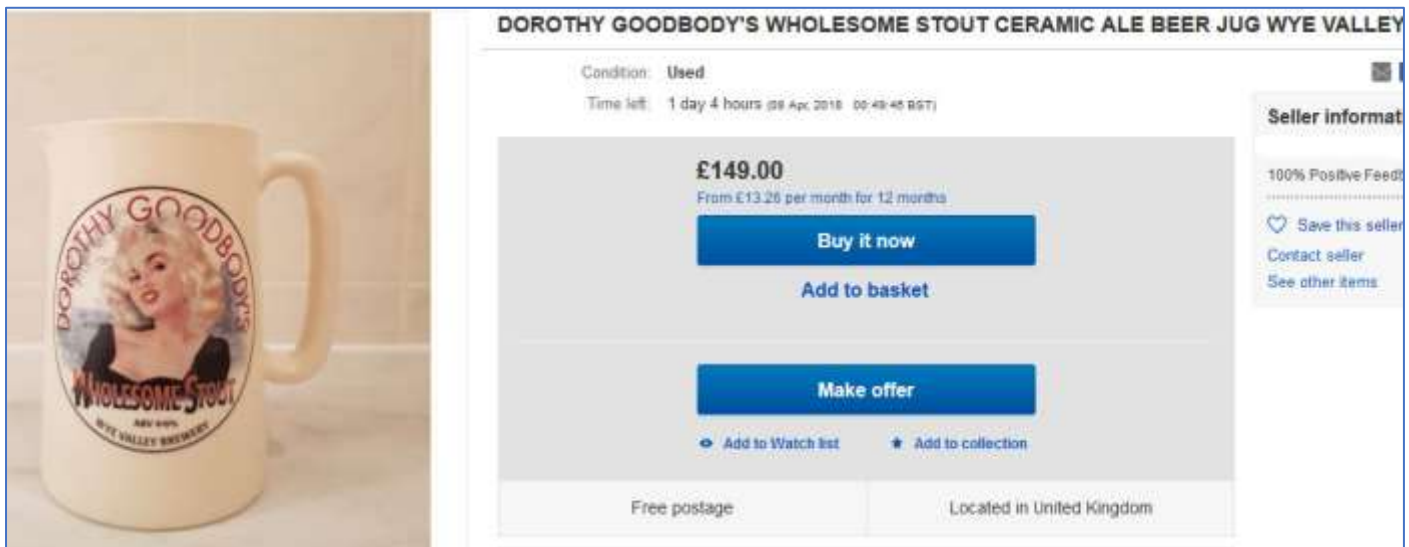 DOROTHY GOODBODY'S
WHOLESOME STOUT
WYE VALLEY BREWERY
DOROTHY GOODBODY'S WHOLESOME STOUT CERAMIC ALE BEER JUG WYE VALLEY
Condition: Used
Time left: 1 day 4 hours Apr, 2018 BST)
£149.00
From £13.26 per month for 12 months
Buy it now
Add to basket
Make offer
Add to Watch list Add to collection
Free postage Located in United Kingdom
Seller informat
100% Positive Feedb
Save this seller
Contact seller
See other items